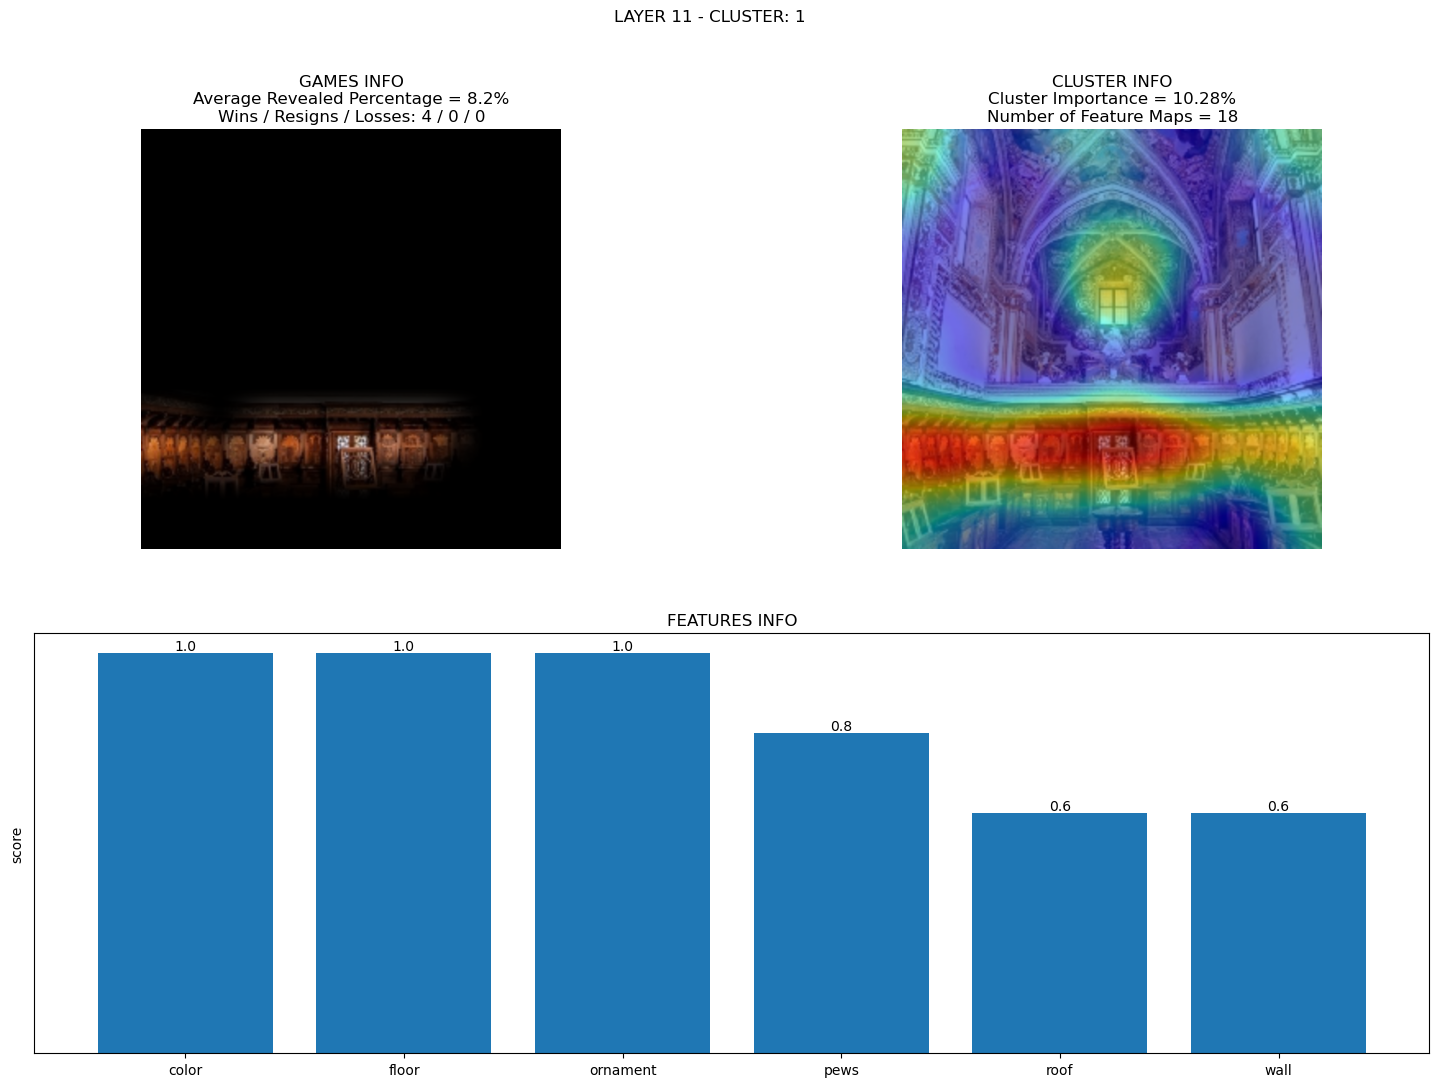 LAYER 11 - CLUSTER: 1
GAMES INFO
Average Revealed Percentage = 8.2%
Wins / Resigns / Losses: 4 / 0 / 0
CLUSTER INFO
Cluster Importance = 10.28%
Number of Feature Maps = 18
FEATURES INFO
score
1.0
1.0
1.0
0.8
0.6
0.6
color
floor
ornament
pews
roof
wall